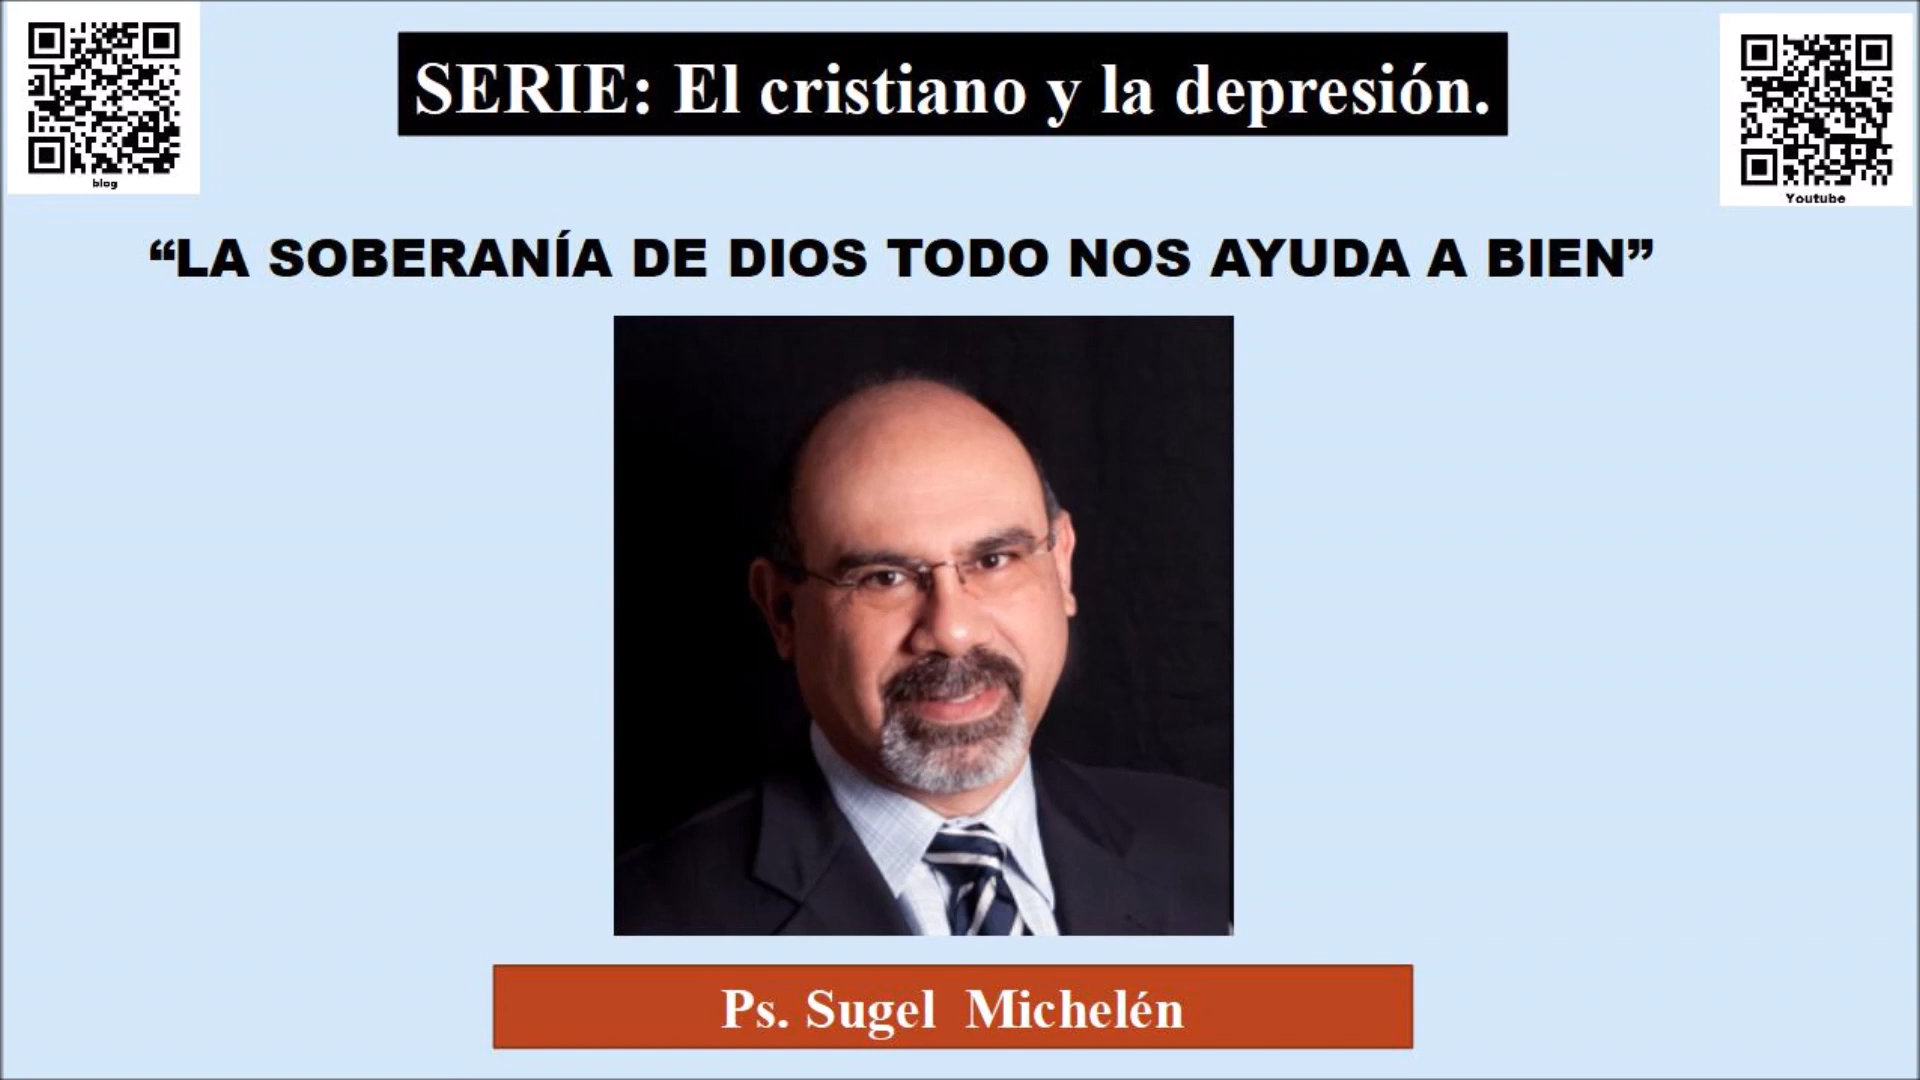 SERIE: El cristiano y la depresión.
blog
Youtube
“LA SOBERANÍA DE DIOS TODO NOS AYUDA A BIEN”
Ps. Sugel Michelén